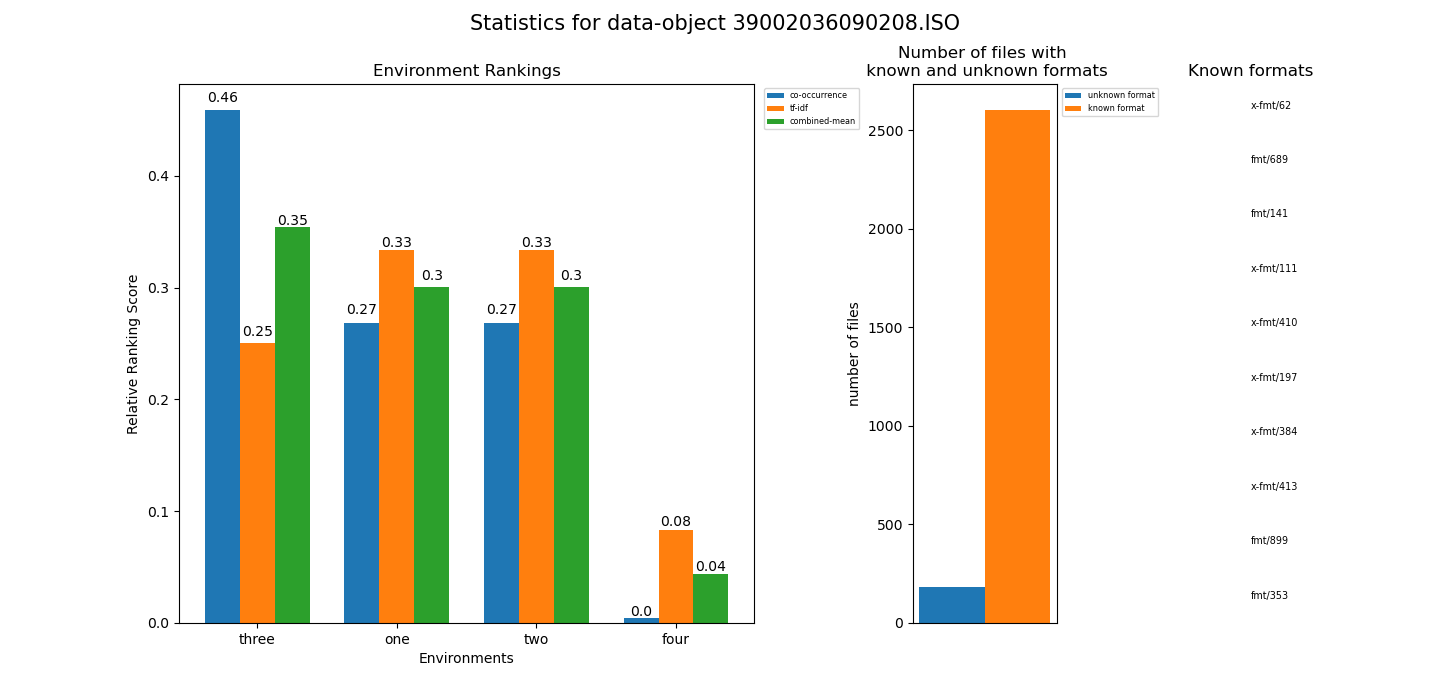 Statistics for data-object 39002036090208.ISO
Environment Rankings
co-occurrence
tf-idf
combined-mean
0.46
0.25
0.35
0.27
0.33
0.3
0.27
0.33
0.3
0.0
0.08
0.04
0.4
0.3
0.2
0.1
0.0
Relative Ranking Score
three
one
two
four
Environments
Number of files with
known and unknown formats
unknown format
known format
2500
2000
1500
1000
500
0
number of files
Known formats
x-fmt/62
fmt/689
fmt/141
x-fmt/111
x-fmt/410
x-fmt/197
x-fmt/384
x-fmt/413
fmt/899
fmt/353